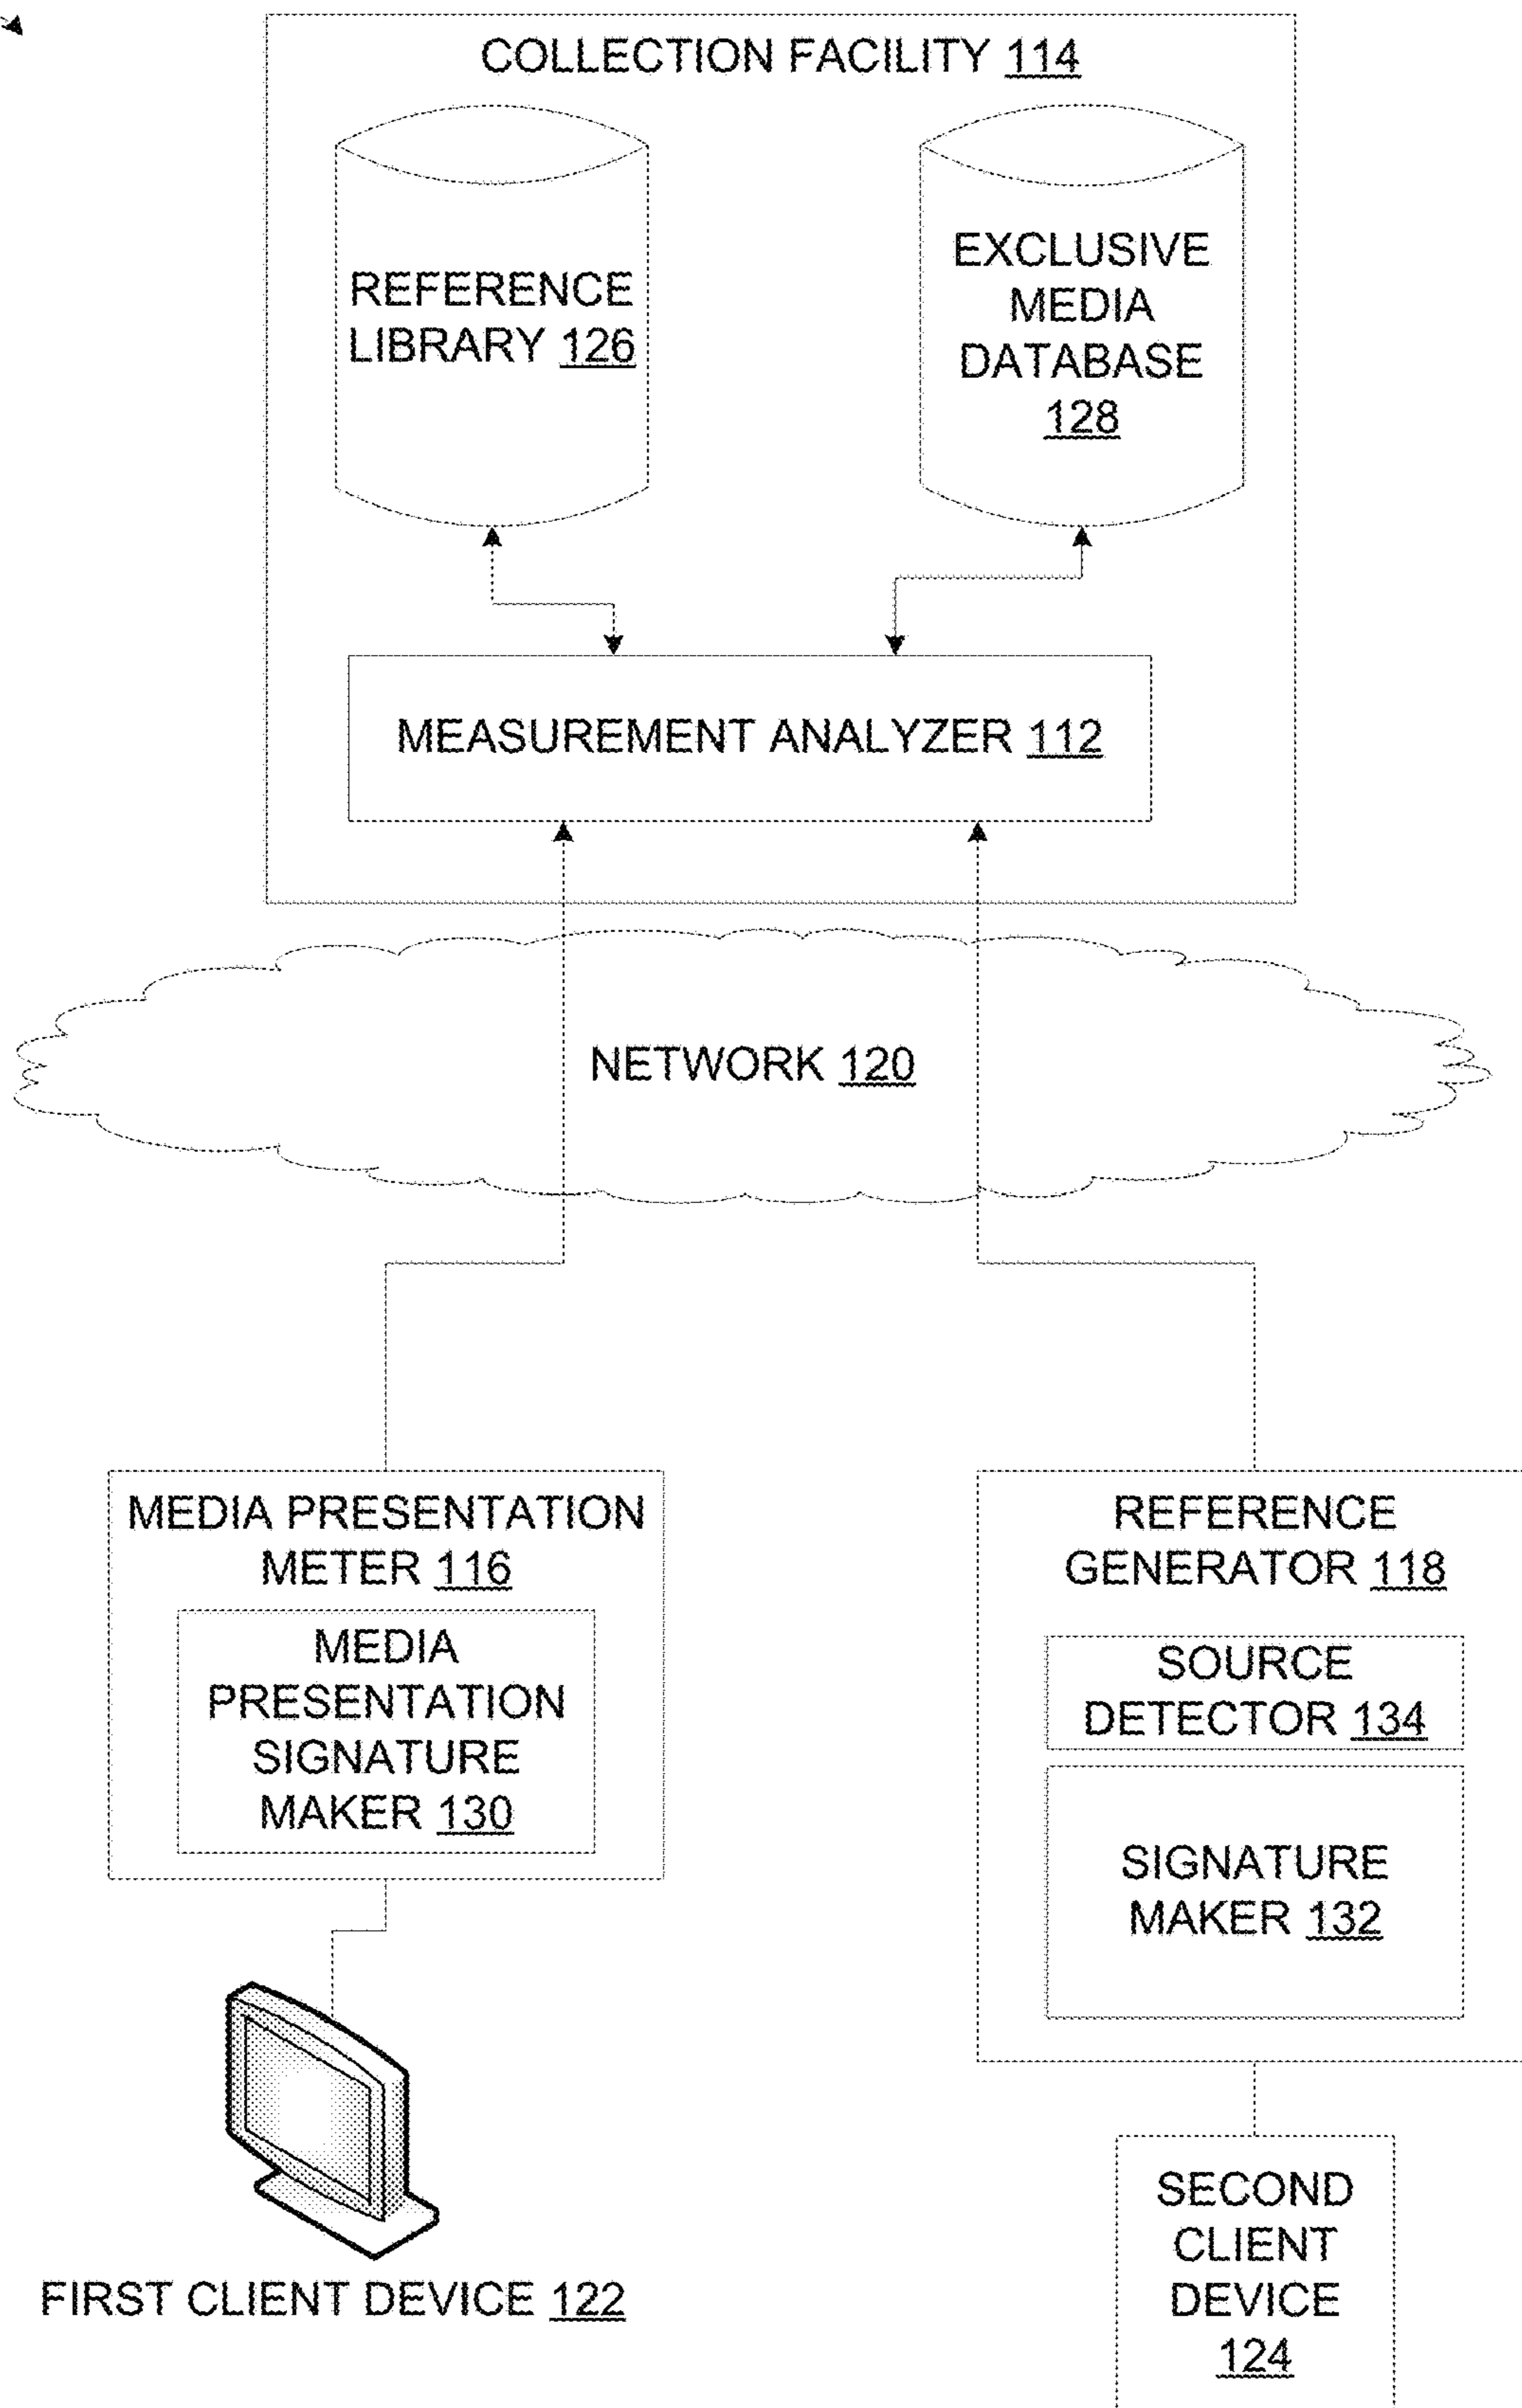 COLLECTION FACILITY 114
REFERENCE
LIBRARY 126
EXCLUSIVE
MEDIA
DATABASE
128
MEASUREMENT ANALYZER 112
NETWORK 120
MEDIA PRESENTATION
METER 116
MEDIA
PRESENTATION
SIGNATURE
MAKER 130
REFERENCE
GENERATOR 118
SOURCE
DETECTOR 134
SIGNATURE
MAKER 132
FIRST CLIENT DEVICE 122
SECOND
CLIENT
DEVICE
124